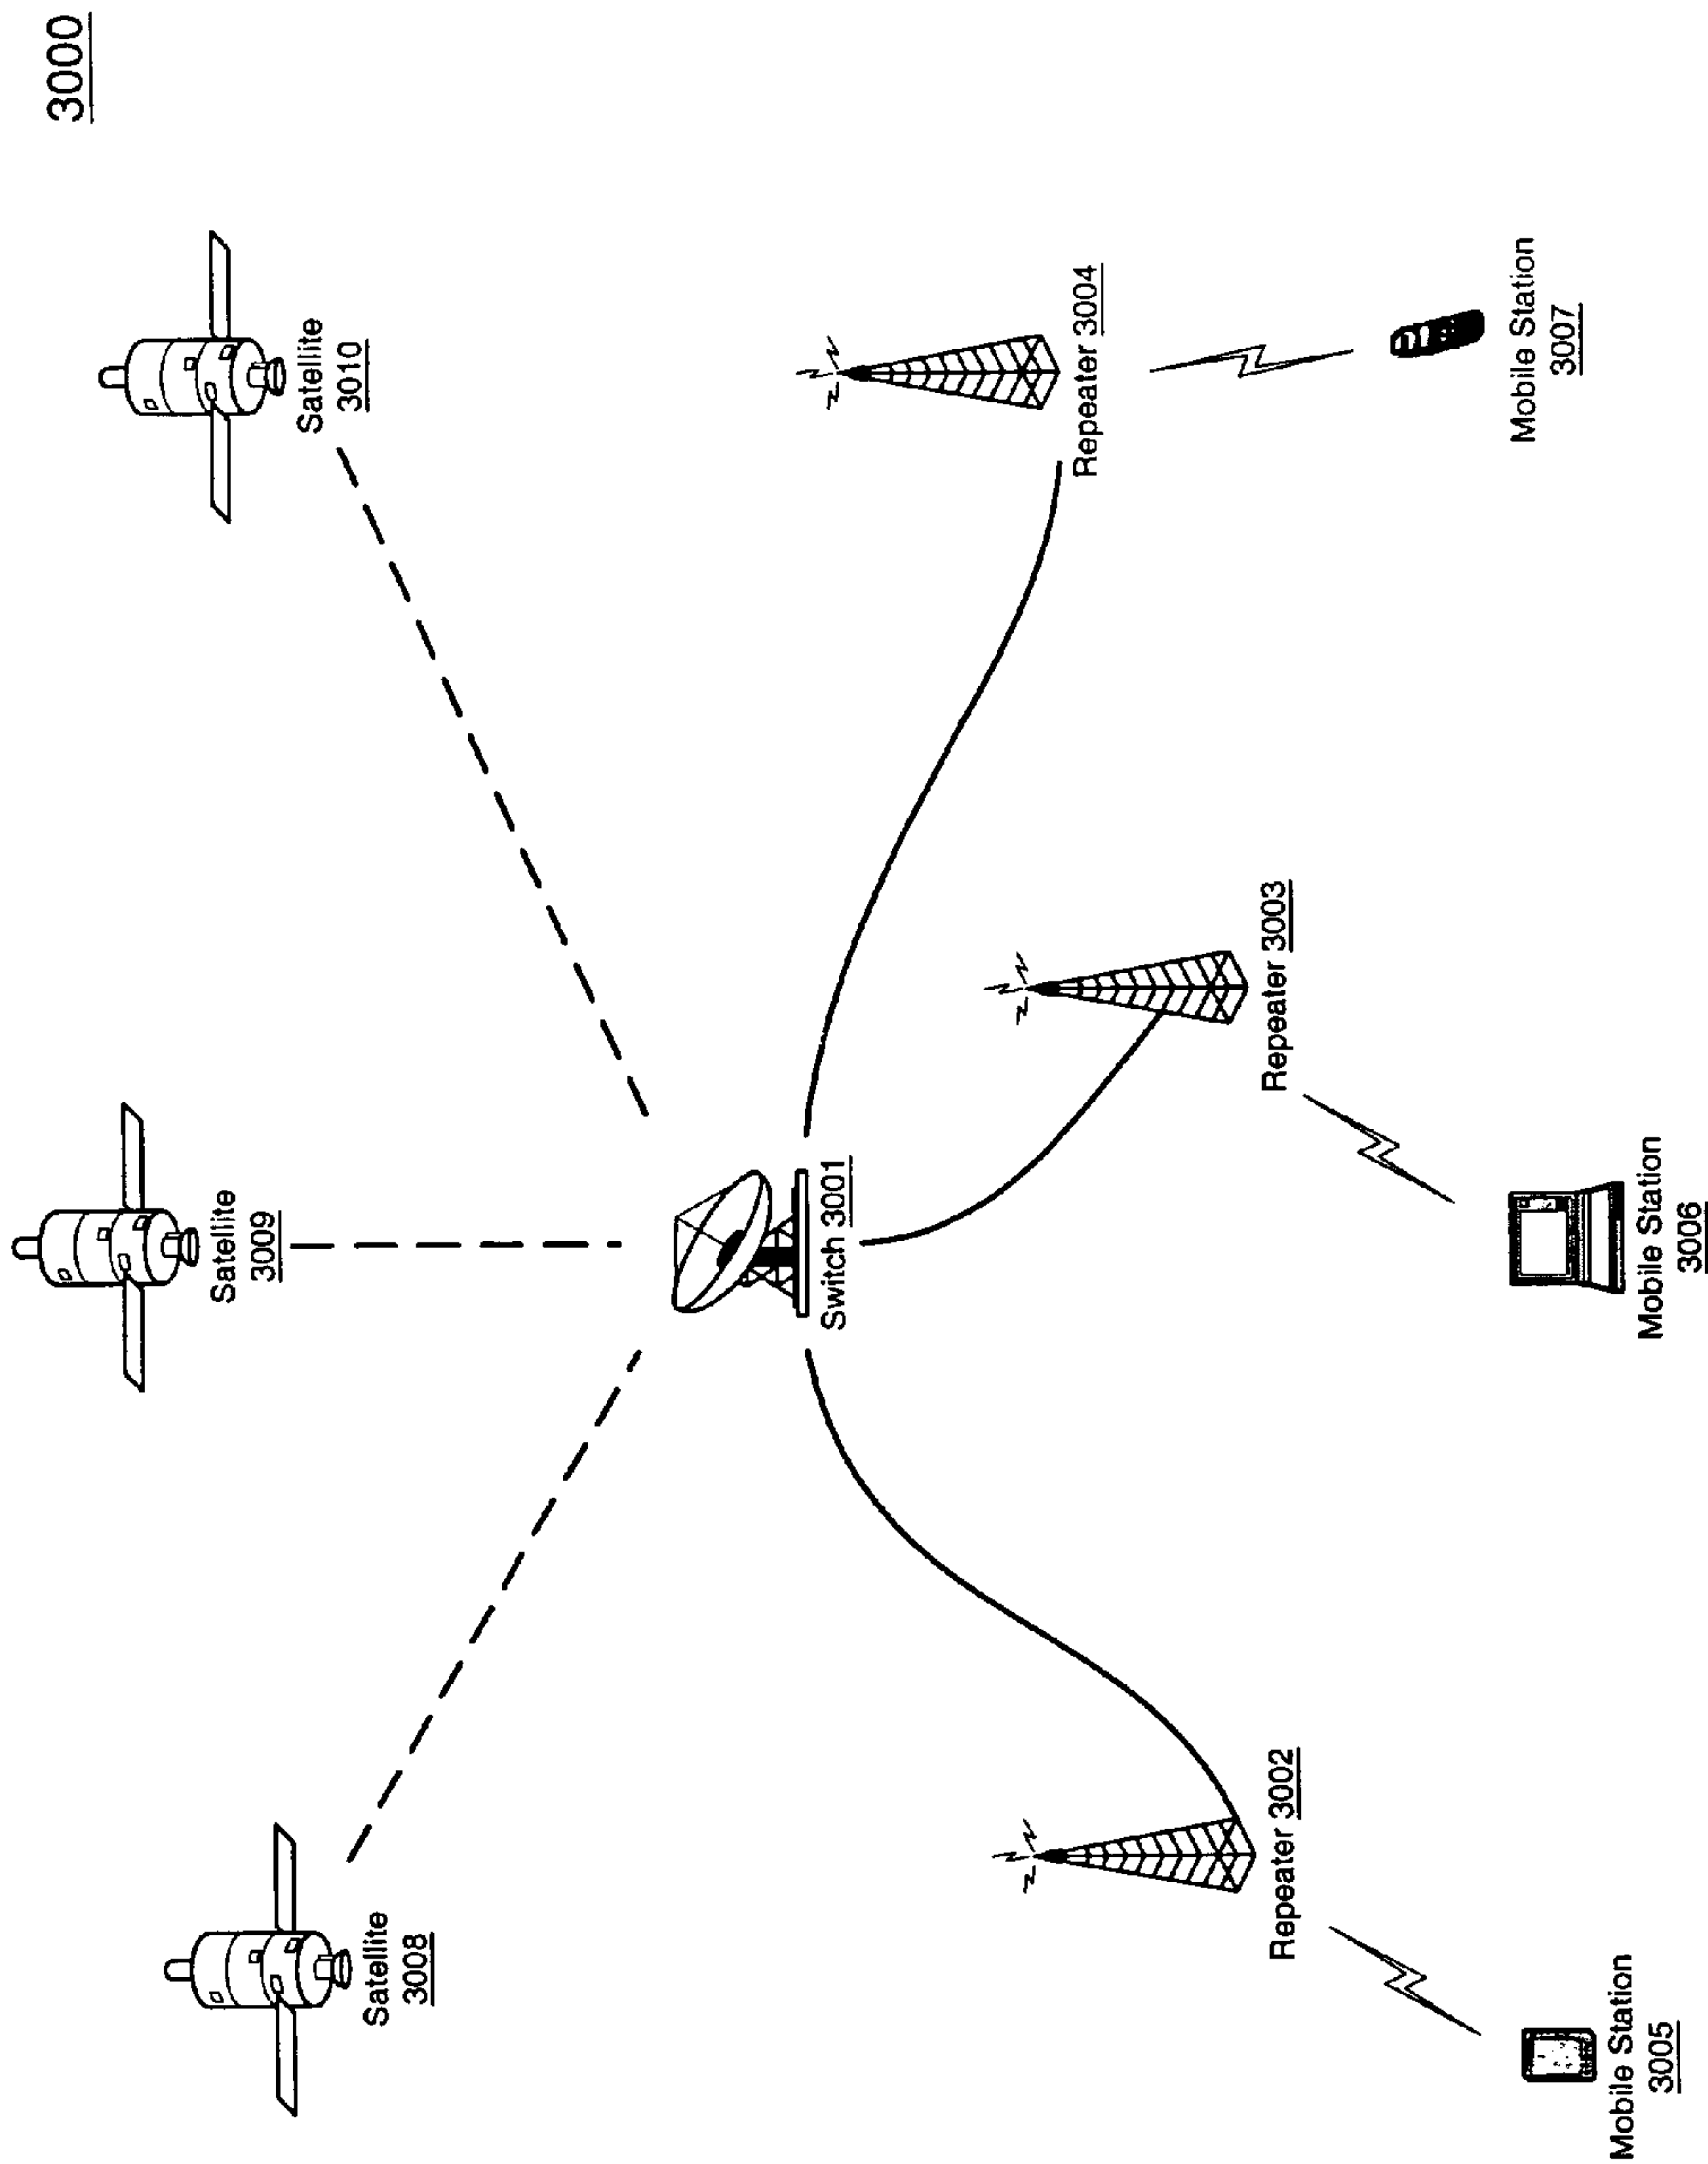 3000
Satellite
3008
Satellite
3009
Satellite
3010
Switch 3001
Repeater 3002
Repeater 3003
Repeater 3004
Mobile Station
3005
Mobile Station
3006
Mobile Station
3007